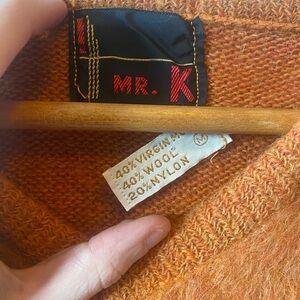 MR. K
M
40% VIRGIN
40% WOOL
20% NYLON